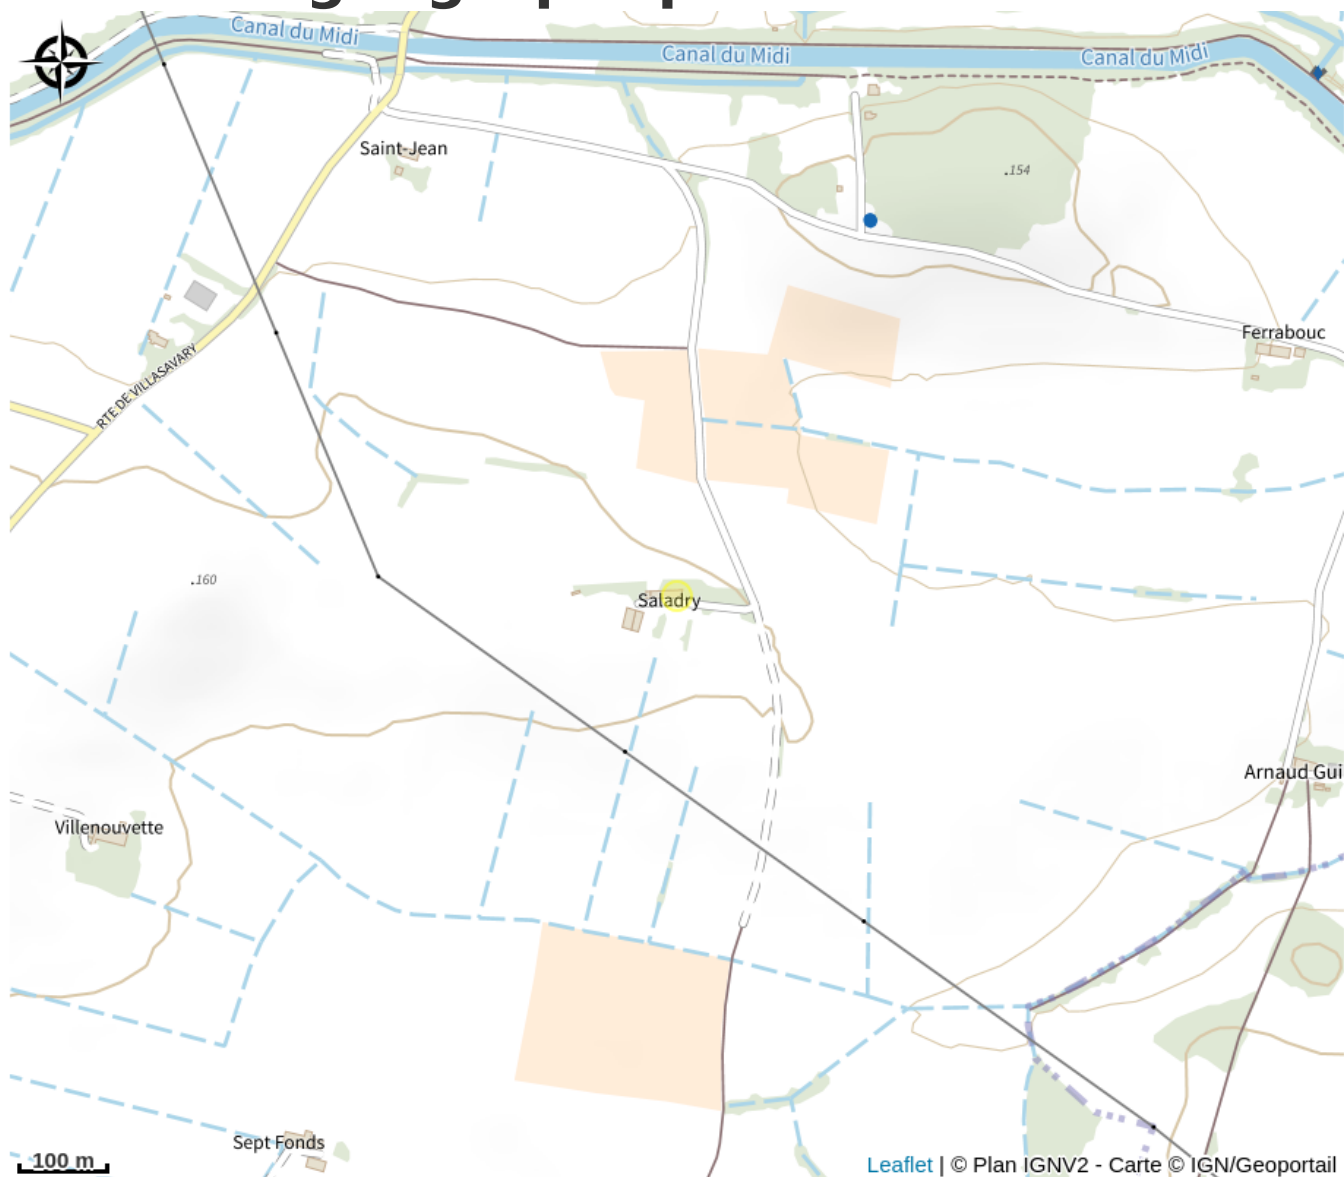 Canal du Midi
Canal du Midi
Canal du Midi
Saint-Jean
.154
Ferrabouc
RTE DE VILLASAVARY
.160
Saladry
Arnaud Gui
Villenouvette
Sept Fonds
100 m
Leaflet | © Plan IGNV2 - Carte © IGN/Geoportail